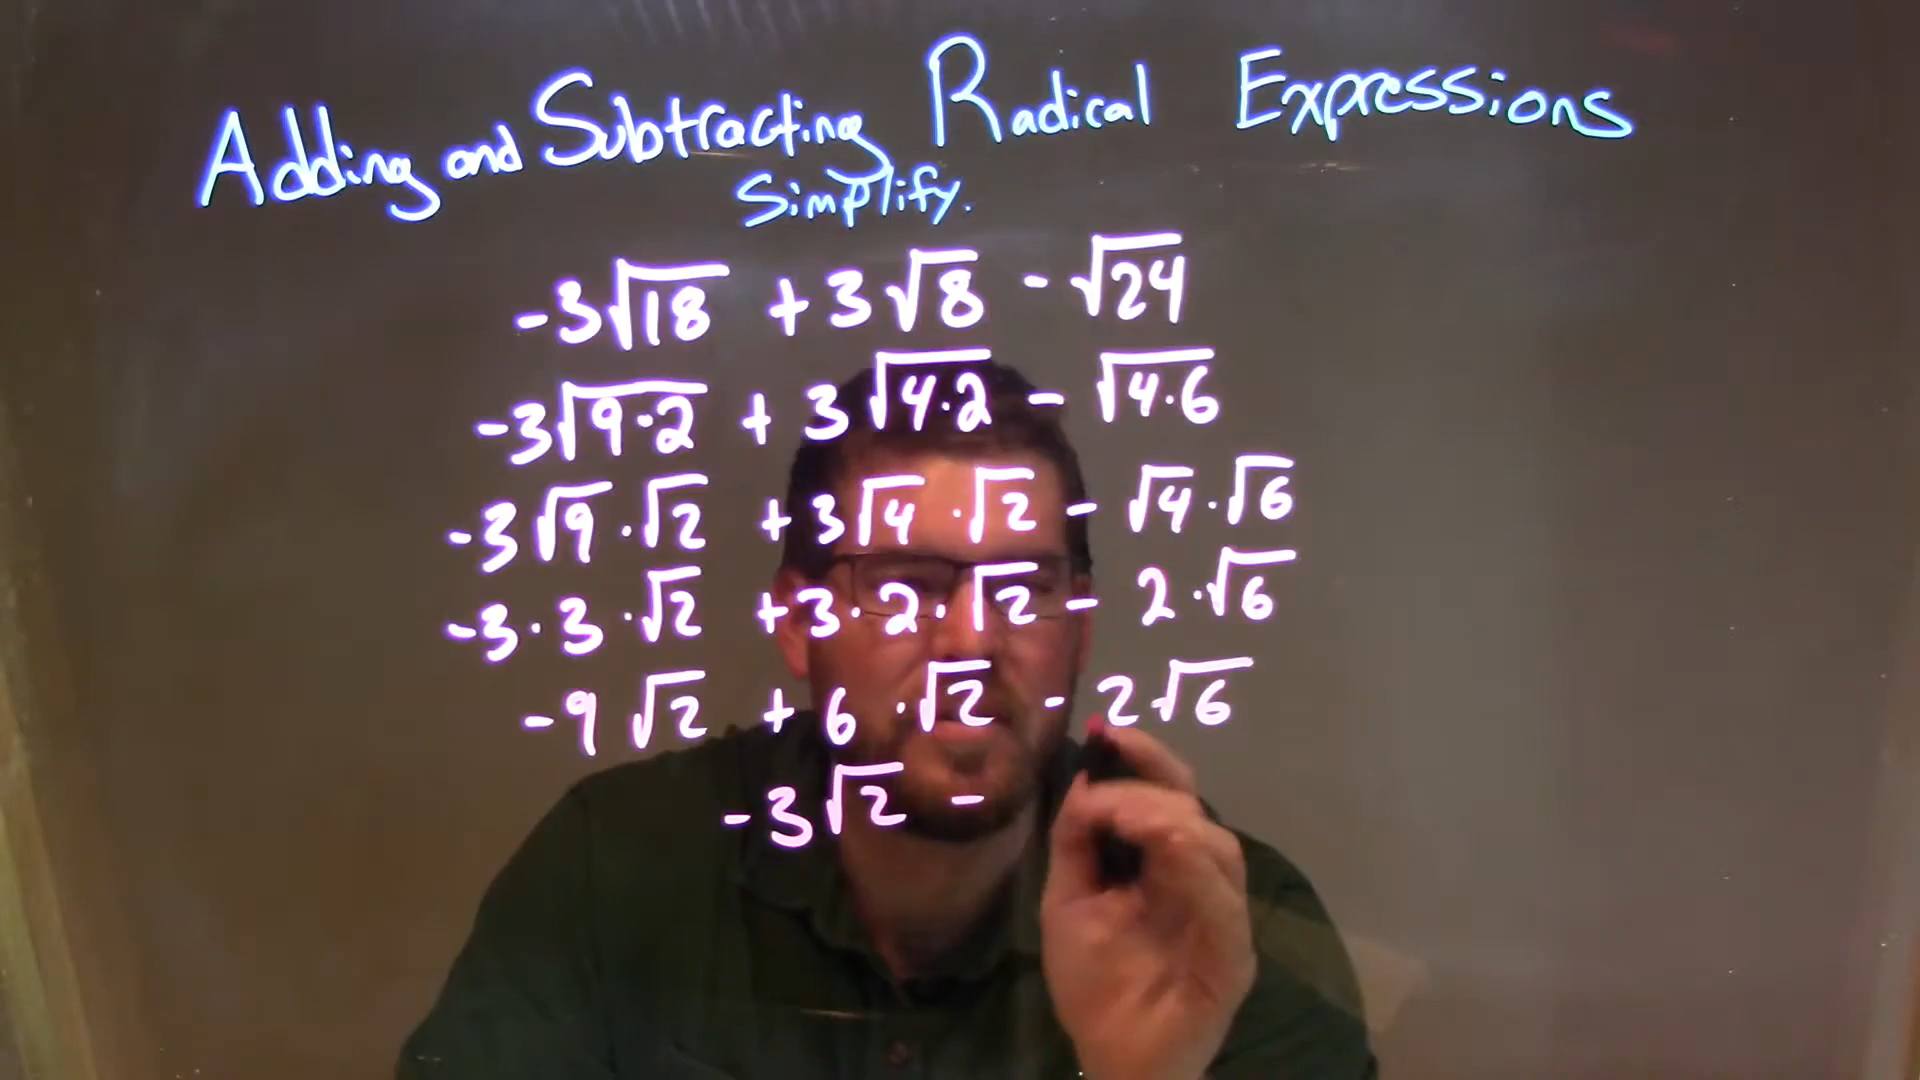 Adding and Subtracting Radical Expressions
Simplify.
-3√18 + 3√8 - √24
-3√9·2 + 3√4·2 - √4·6
-3√9·√2 + 3√4·√2 - √4·√6
-3·3·√2 + 3·2·√2 - 2·√6
-9√2 + 6·√2 - 2√6
-3√2 -